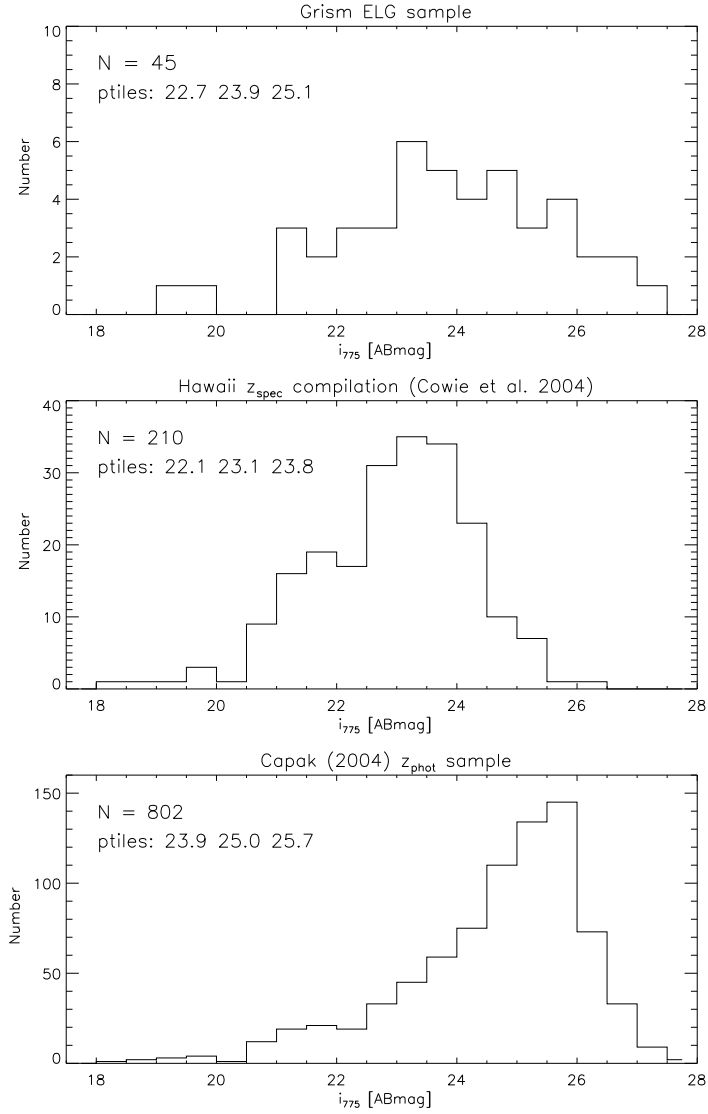 Grism ELG sample
10
8
6
4
2
0
Number
N = 45
ptiles: 22.7 23.9 25.1
18 20 22 24 26 28
i775 [ABmag]
Hawaii zspec compilation (Cowie et al. 2004)
40
30
20
10
0
Number
N = 210
ptiles: 22.1 23.1 23.8
18 20 22 24 26 28
i775 [ABmag]
Capak (2004) zphot sample
150
100
50
0
Number
N = 802
ptiles: 23.9 25.0 25.7
18 20 22 24 26 28
i775 [ABmag]